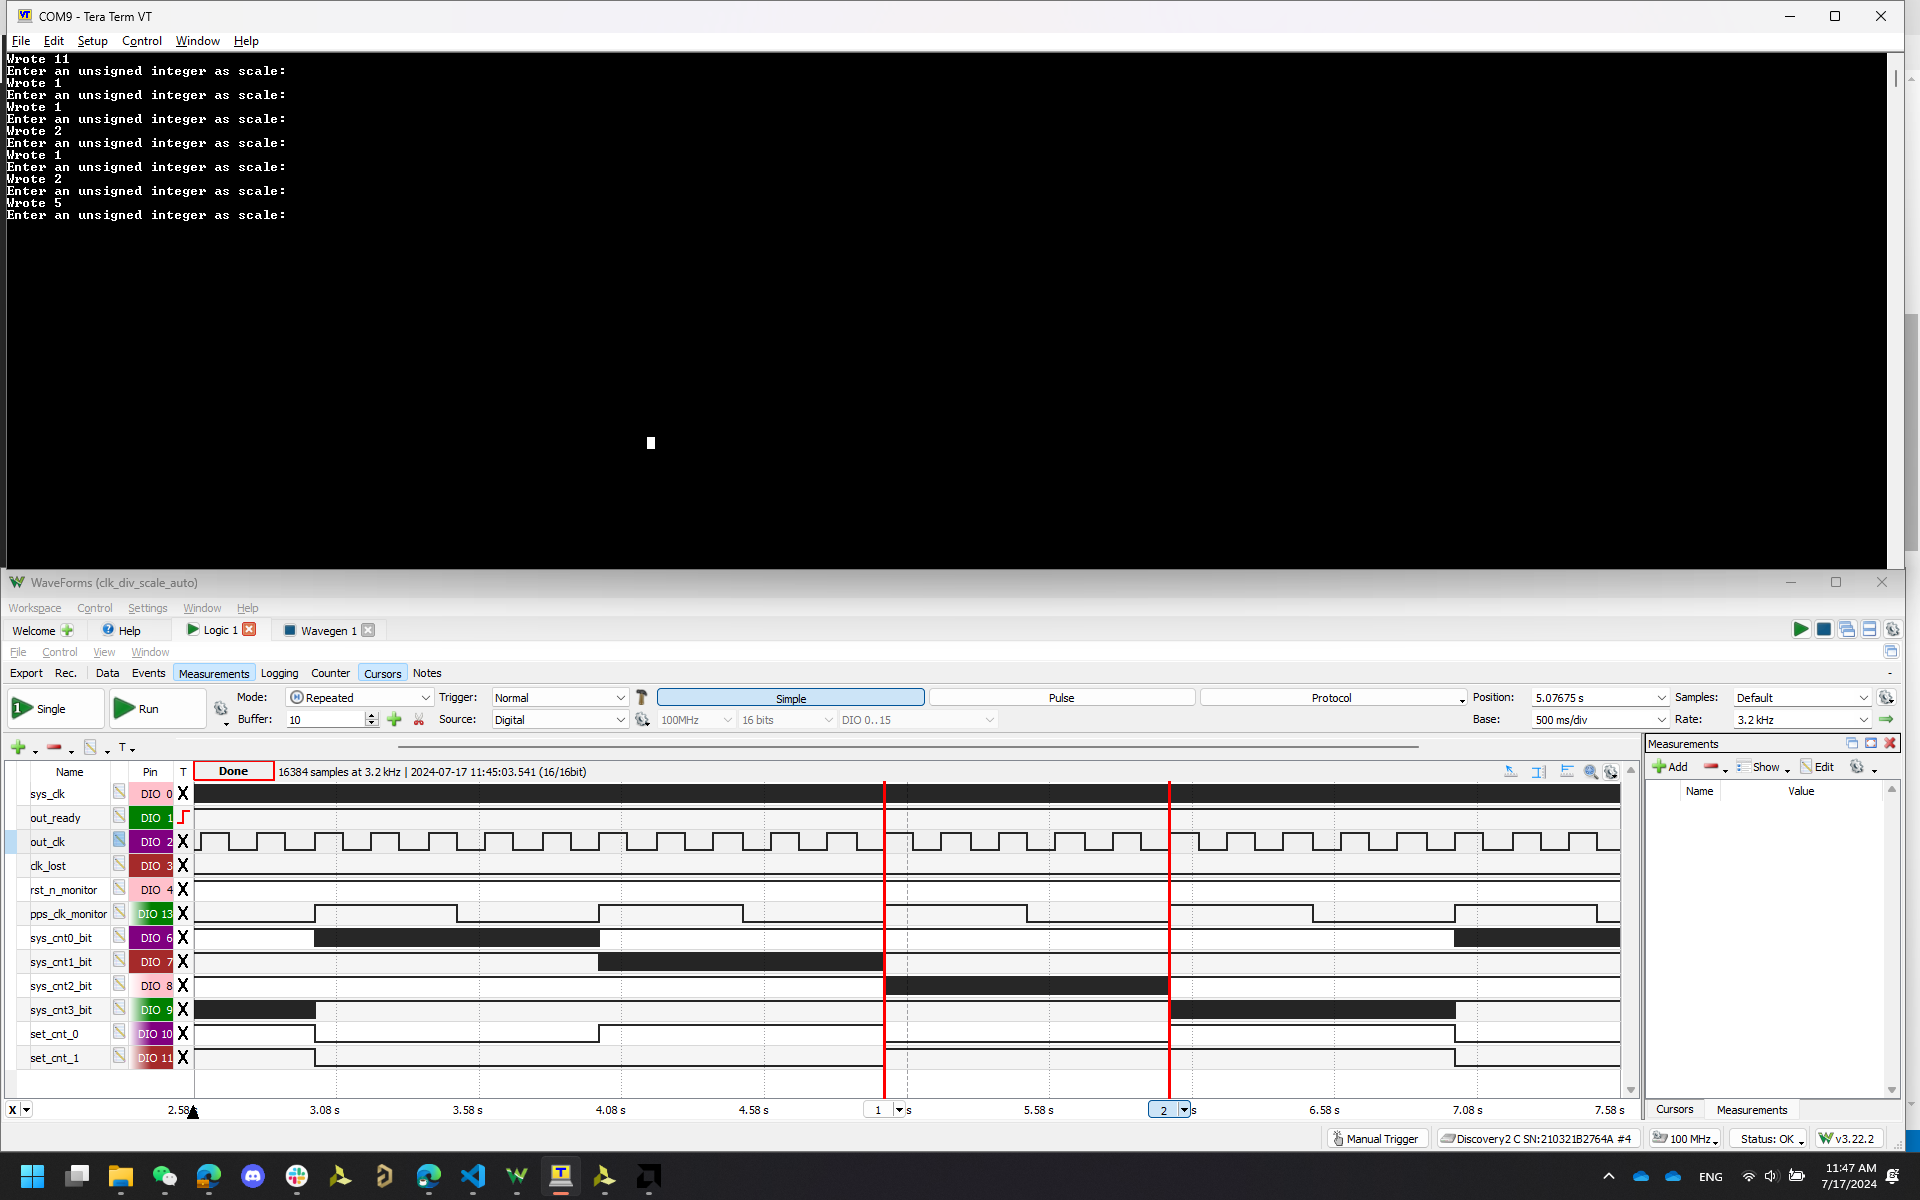 COM9 - Tera Term VT
File Edit Setup Control Window Help
Wrote 11
Enter an unsigned integer as scale:
Wrote 1
Enter an unsigned integer as scale:
Wrote 1
Enter an unsigned integer as scale:
Wrote 2
Enter an unsigned integer as scale:
Wrote 1
Enter an unsigned integer as scale:
Wrote 2
Enter an unsigned integer as scale:
Wrote 5
Enter an unsigned integer as scale:
WaveForms (clk_div_scale_auto)
Workspace Control Settings Window Help
Welcome Help Logic 1 Wavegen 1
File Control View Window
Export Rec. Data Events Measurements Logging Counter Cursors Notes
Single Run Mode: Repeated Trigger: Normal Simple Pulse Protocol Position: 5.07675 s Samples: Default
Buffer: 10 Source: Digital 100MHz 16 bits DIO 0..15 Base: 500 ms/div Rate: 3.2 kHz
T
Measurements
Name Pin T Done 16384 samples at 3.2 kHz | 2024-07-17 11:45:03.541 (16/16bit)
Add Show Edit
Name Value
sys_clk DIO 0 X
out_ready DIO 1
out_clk DIO 2 X
clk_lost DIO 3 X
rst_n_monitor DIO 4 X
pps_clk_monitor DIO 13 X
sys_cnt0_bit DIO 6 X
sys_cnt1_bit DIO 7 X
sys_cnt2_bit DIO 8 X
sys_cnt3_bit DIO 9 X
set_cnt_0 DIO 10 X
set_cnt_1 DIO 11 X
X 2.58 3.08 s 3.58 s 4.08 s 4.58 s 1 s 5.58 s 2 s 6.58 s 7.08 s 7.58 s
Cursors Measurements
Manual Trigger Discovery2 C SN:210321B2764A #4 100 MHz Status: OK v3.22.2
ENG 11:47 AM
7/17/2024